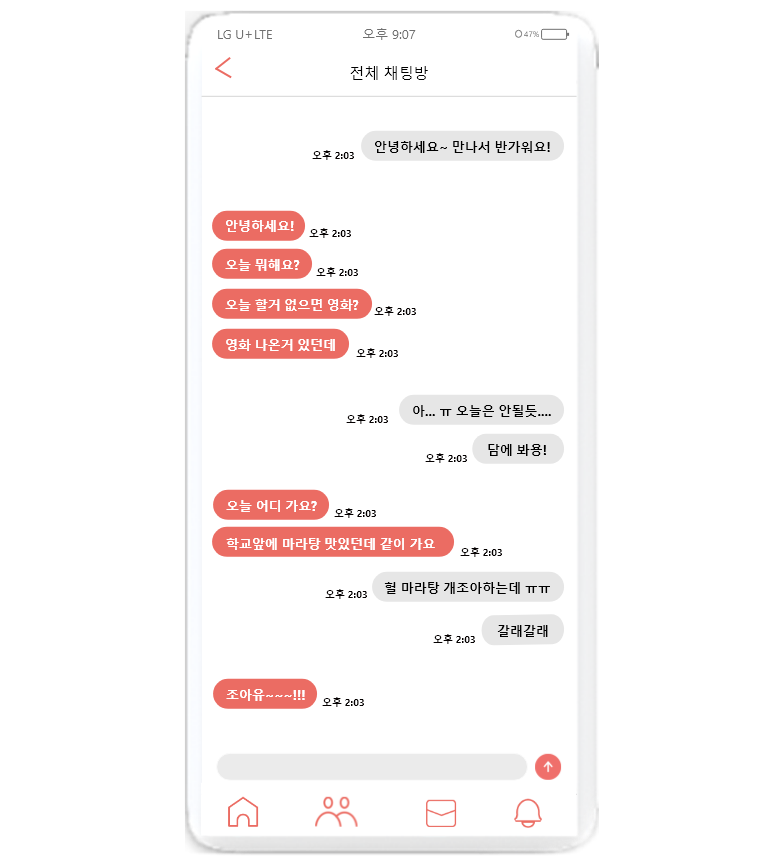 LG U+LTE 오후 9:07 47%
전체 채팅방
안녕하세요~ 만나서 반가워요!
오후 2:03
안녕하세요!
오후 2:03
오늘 뭐해요?
오후 2:03
오늘 할거 없으면 영화?
오후 2:03
영화 나온거 있던데
오후 2:03
아... ㅠ 오늘은 안될듯....
오후 2:03
담에 봐용!
오후 2:03
오늘 어디 가요?
오후 2:03
학교앞에 마라탕 맛있던데 같이 가요
오후 2:03
헐 마라탕 개조아하는데 ㅠㅠ
오후 2:03
갈래갈래
오후 2:03
조아유~~~!!!
오후 2:03